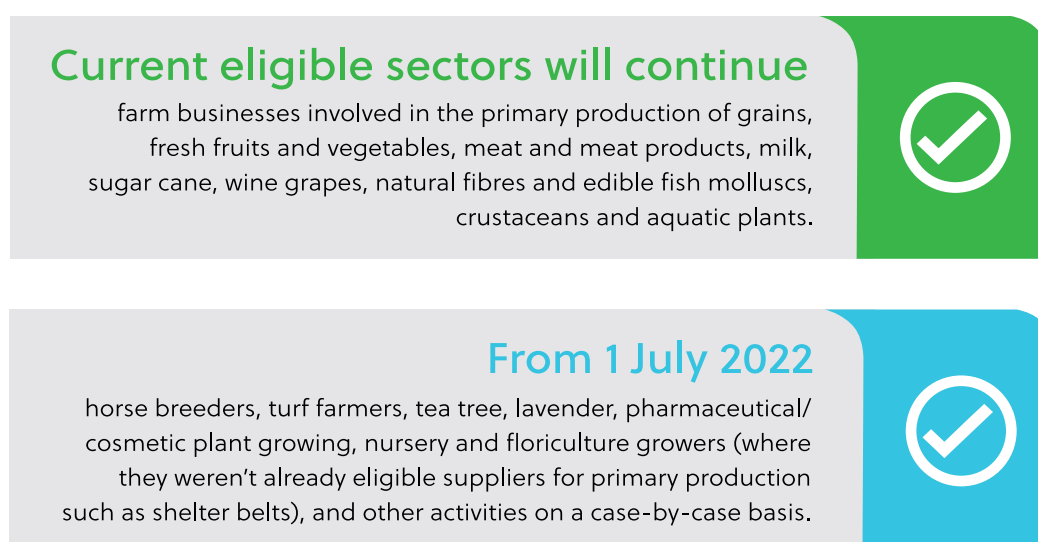 Current eligible sectors will continue
farm businesses involved in the primary production of grains,
fresh fruits and vegetables, meat and meat products, milk,
sugar cane, wine grapes, natural fibres and edible fish molluscs,
crustaceans and aquatic plants.
From 1 July 2022
horse breeders, turf farmers, tea tree, lavender, pharmaceutical/
cosmetic plant growing, nursery and floriculture growers (where
they weren't already eligible suppliers for primary production
such as shelter belts), and other activities on a case-by-case basis.